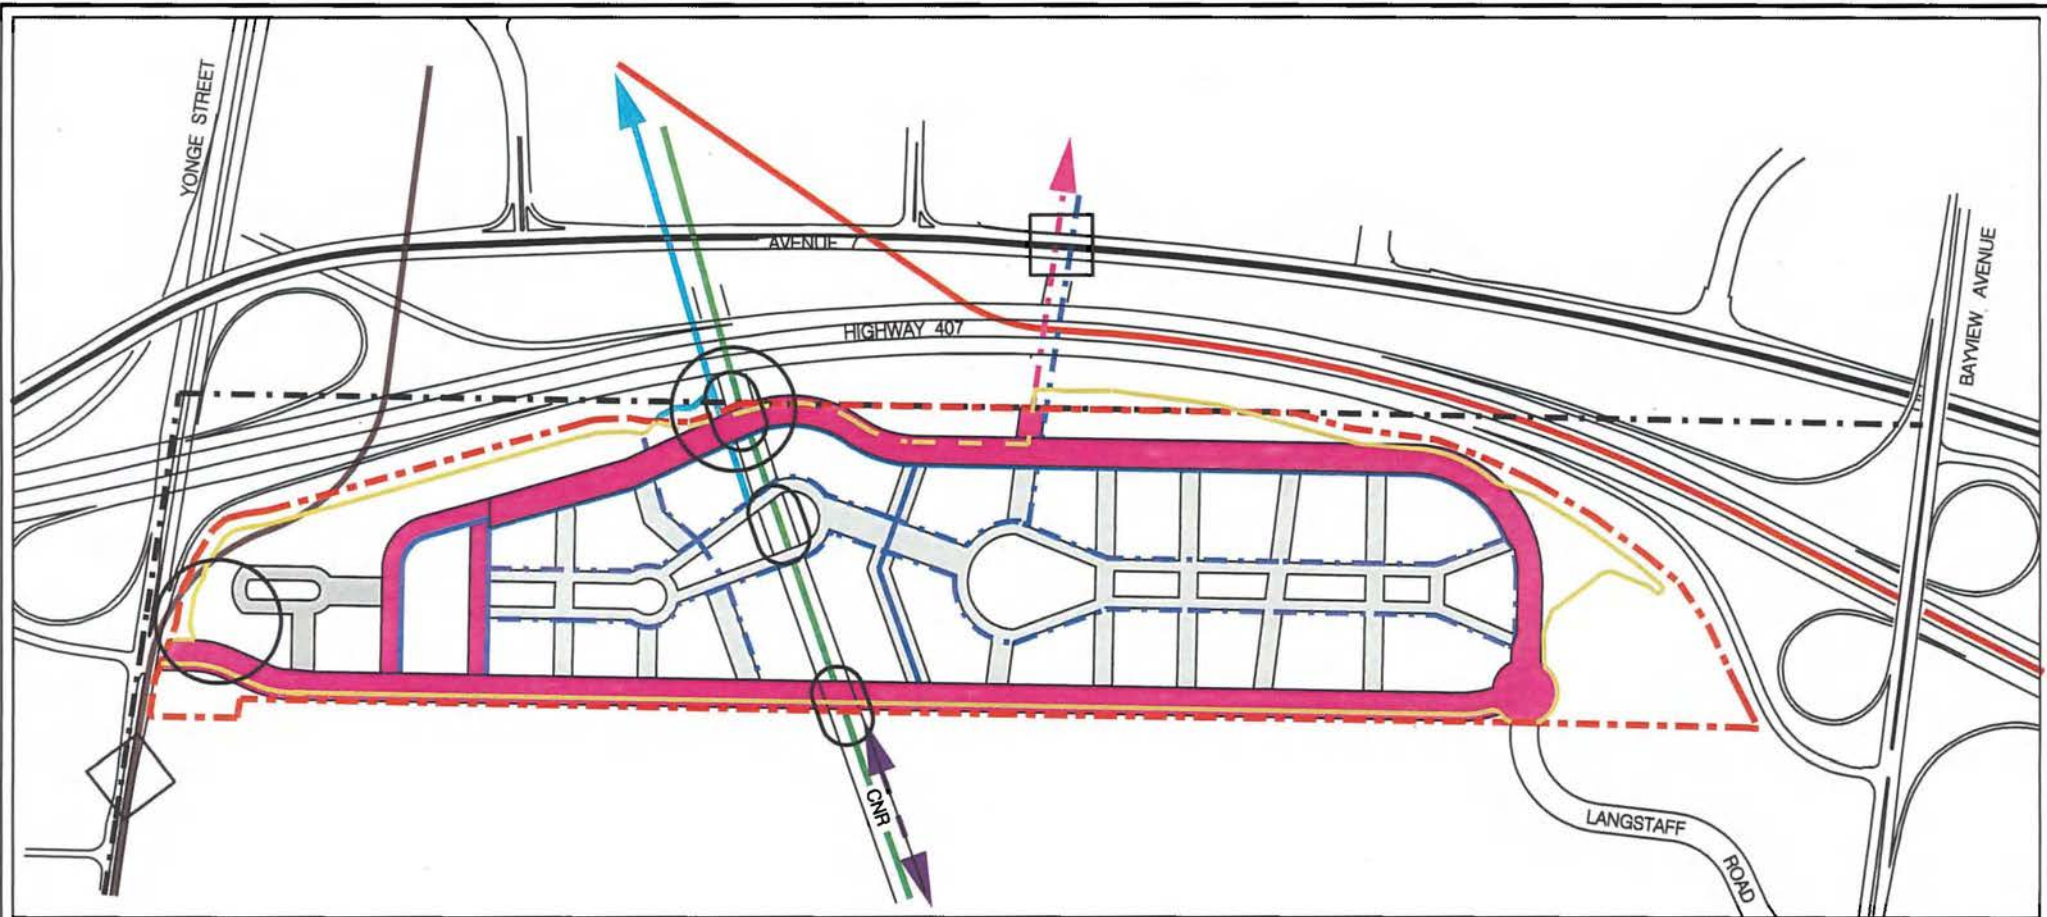 YONGE STREET
AVENUE 7
HIGHWAY 407
BAYVIEW AVENUE
CNR
LANGSTAFF
ROAD